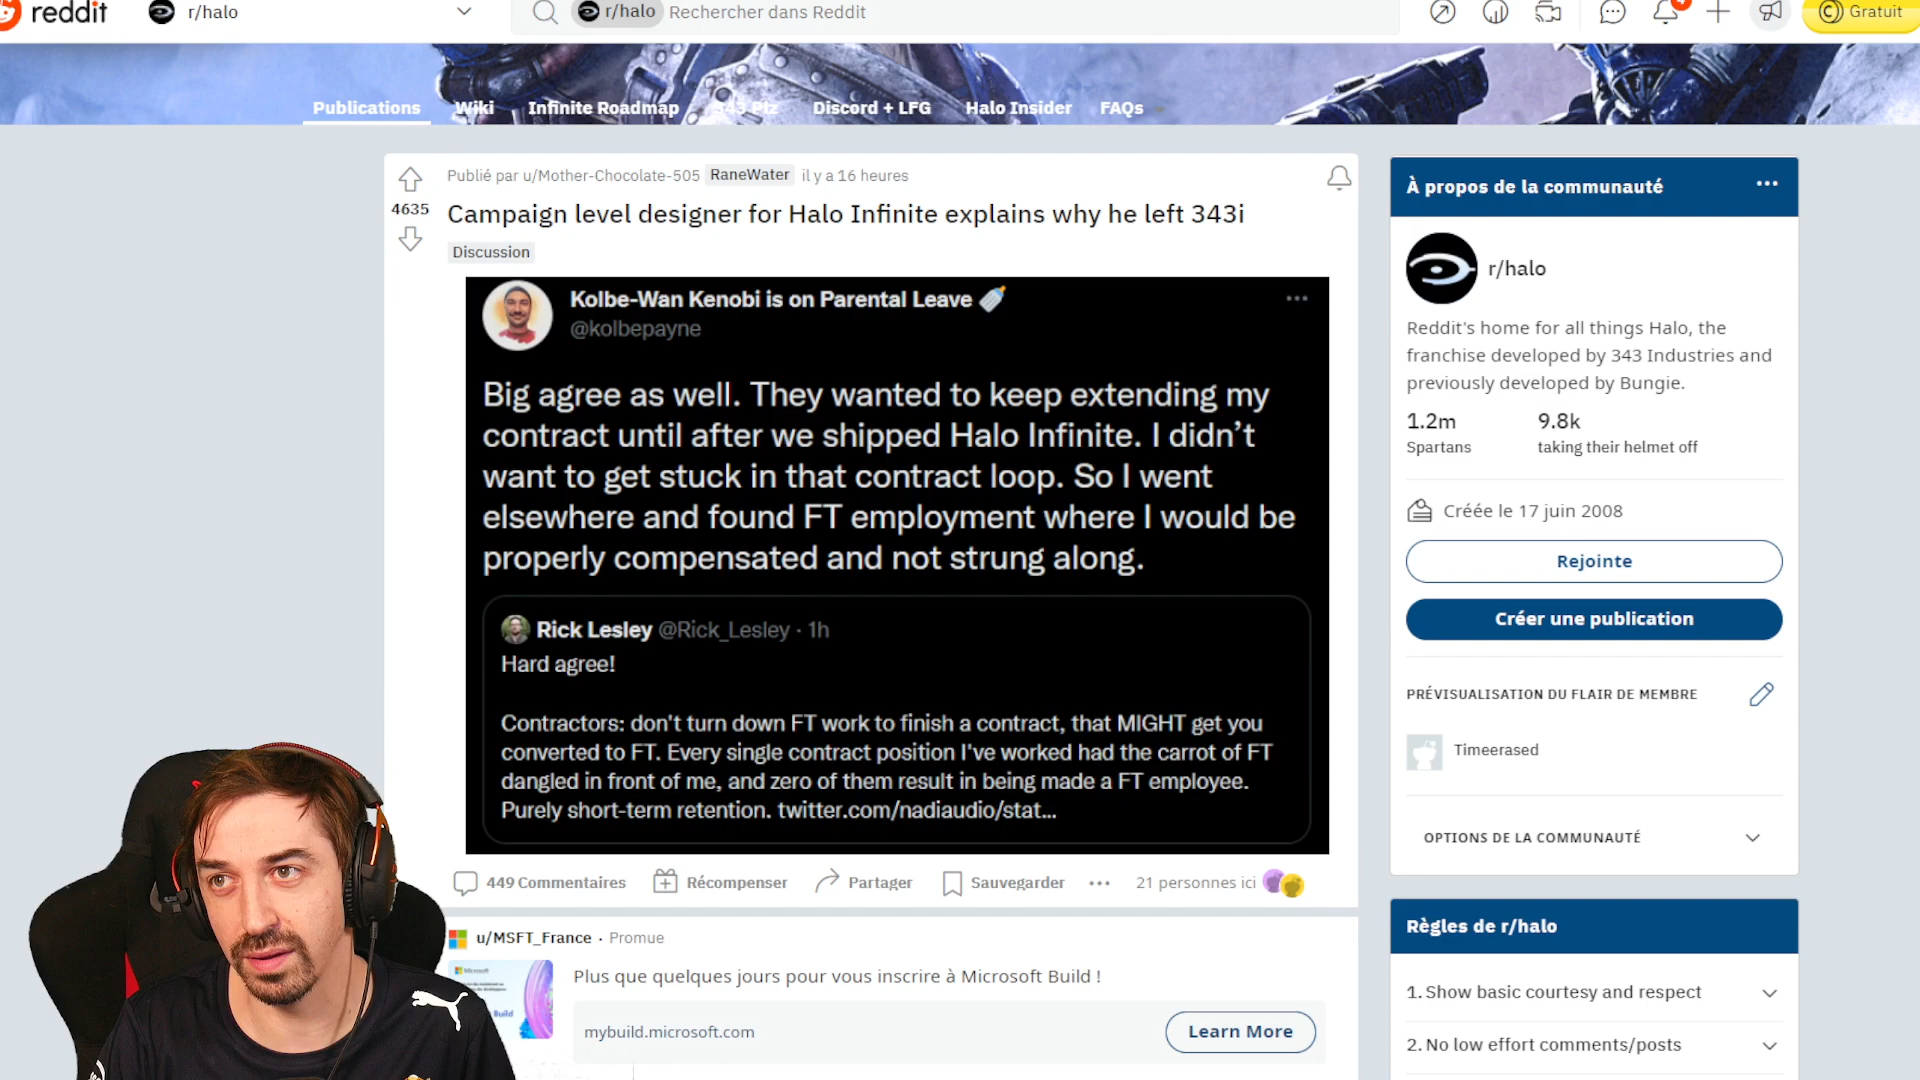 reddit
r/halo
r/halo
Rechercher dans Reddit
4
Gratuit
Publications
Wiki
Infinite Roadmap
Discord + LFG
Halo Insider
FAQs
Publié par u/Mother-Chocolate-505 RaneWater il y a 16 heures
4635
Campaign level designer for Halo Infinite explains why he left 343i
Discussion
Kolbe-Wan Kenobi is on Parental Leave
@kolbepayne
Big agree as well. They wanted to keep extending my
contract until after we shipped Halo Infinite. I didn't
want to get stuck in that contract loop. So I went
elsewhere and found FT employment where I would be
properly compensated and not strung along.
Rick Lesley @Rick_Lesley · 1h
Hard agree!
Contractors: don't turn down FT work to finish a contract, that MIGHT get you
converted to FT. Every single contract position I've worked had the carrot of FT
dangled in front of me, and zero of them result in being made a FT employee.
Purely short-term retention. twitter.com/nadiaudio/stat...
449 Commentaires
Récompenser
Partager
Sauvegarder
21 personnes ici
u/MSFT_France · Promue
Plus que quelques jours pour vous inscrire à Microsoft Build !
Microsoft
Build
mybuild.microsoft.com
Learn More
À propos de la communauté
r/halo
Reddit's home for all things Halo, the
franchise developed by 343 Industries and
previously developed by Bungie.
1.2m
9.8k
Spartans
taking their helmet off
Créée le 17 juin 2008
Rejointe
Créer une publication
PRÉVISUALISATION DU FLAIR DE MEMBRE
Timeerased
OPTIONS DE LA COMMUNAUTÉ
Règles de r/halo
1. Show basic courtesy and respect
2. No low effort comments/posts